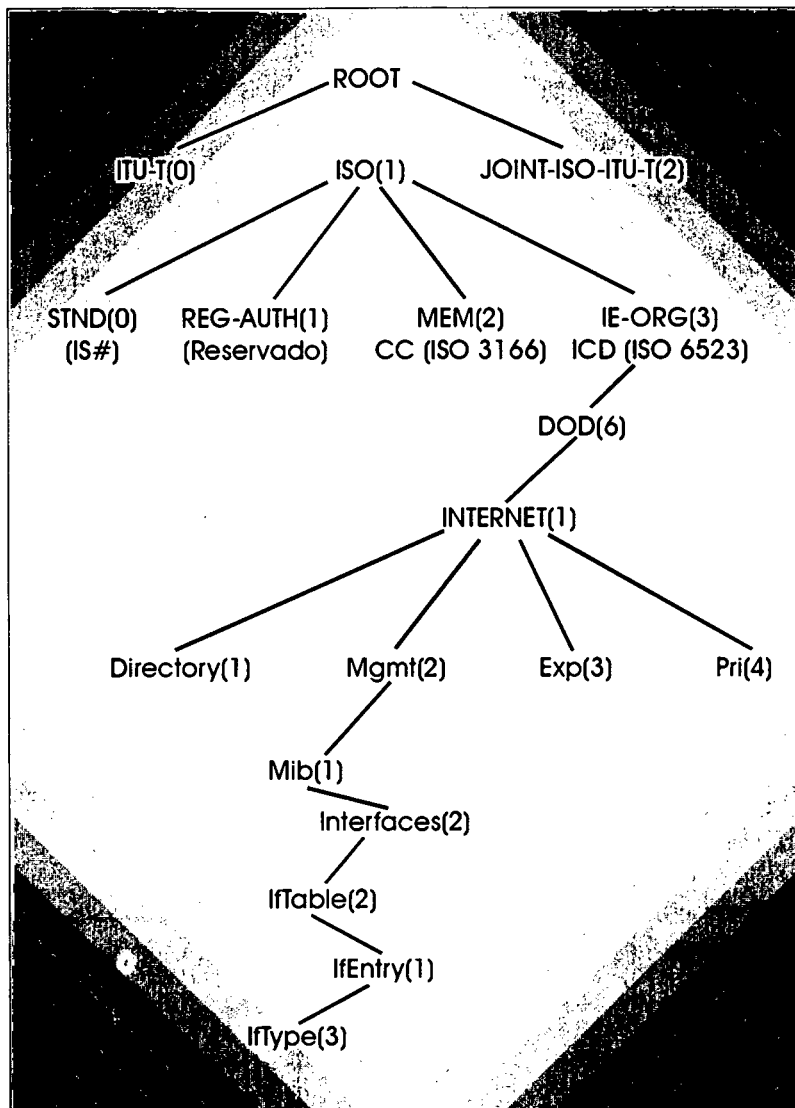 ROOT
ITU-T(0) ISO(1) JOINT-ISO-ITU-T(2)
STND(0) REG-AUTH(1) MEM(2) IE-ORG(3)
(IS#) (Reservado) CC (ISO 3166) ICD (ISO 6523)
DOD(6)
INTERNET(1)
Directory(1) Mgmt(2) Exp(3) Pri(4)
Mib(1)
Interfaces(2)
IfTable(2)
IfEntry(1)
IfType(3)